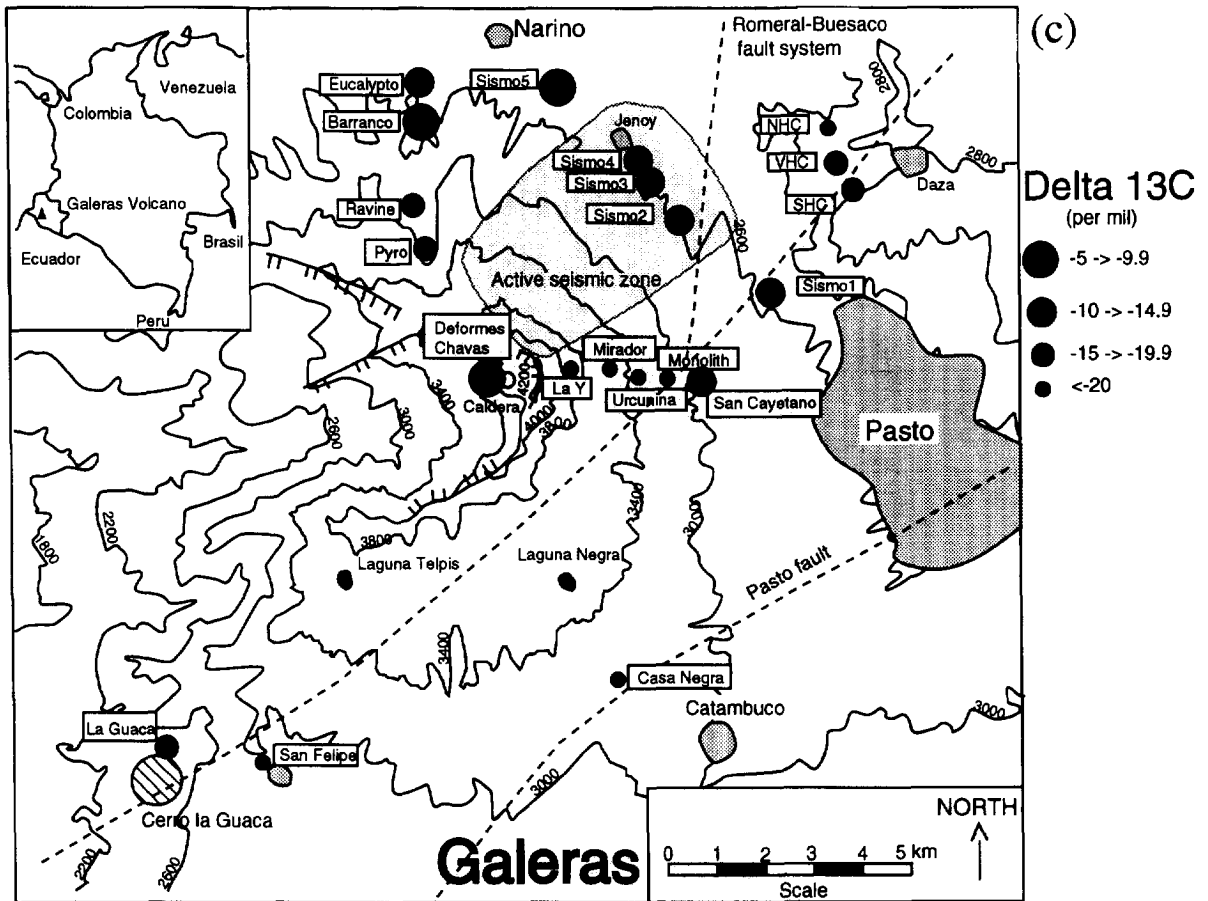 (c)
Narino
Romeral-Buesaco
fault system
Venezuela
Colombia
Galeras Volcano
Brasil
Ecuador
Peru
Eucalypto
Sismo5
Barranco
Jenoy
NHC
2800
VHC
2800
Daza
SHC
Sismo4
Sismo3
Sismo2
Ravine
Pyro
2600
Active seismic zone
Sismo1
Delta 13C
(per mil)
-5 -> -9.9
-10 -> -14.9
-15 -> -19.9
<-20
Deformes
Chavas
Mirador
Monolith
La Y
Urcunina
San Cayetano
Caldera
4200
4000
3800
3400
3000
2600
2200
1800
Pasto
3800
Laguna Telpis
Laguna Negra
3400
3000
Pasto fault
3400
Casa Negra
Catambuco
3000
La Guaca
San Felipe
Cerro la Guaca
3000
2200
2600
Galeras
NORTH
0 1 2 3 4 5 km
Scale